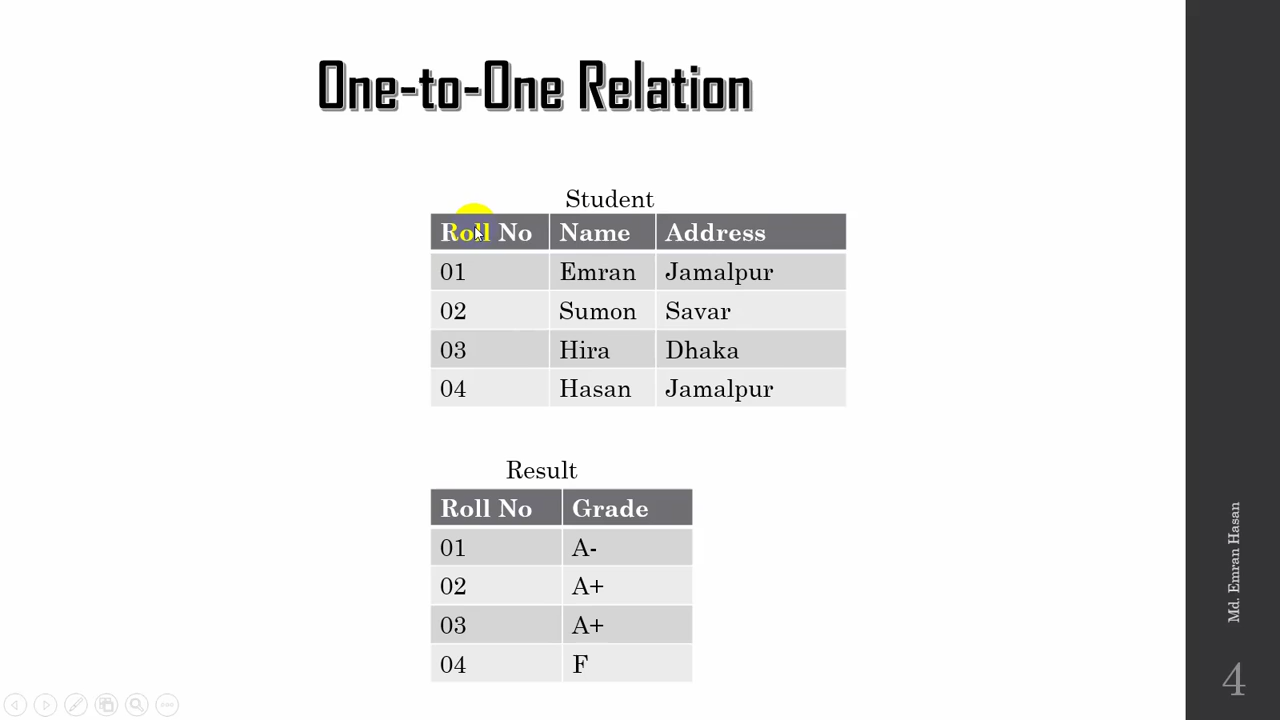 One-to-One Relation
Student
Roll No Name Address
01 Emran Jamalpur
02 Sumon Savar
03 Hira Dhaka
04 Hasan Jamalpur
Result
Roll No Grade
01 A-
02 A+
03 A+
04 F
Md. Emran Hasan
4